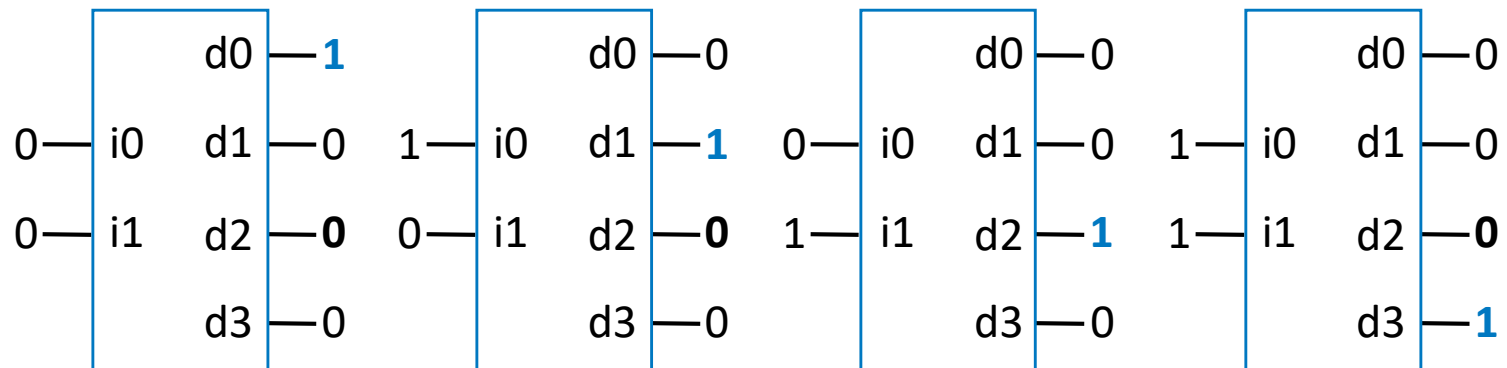 d0 1 d0 0 d0 0 d0 0
0 i0 d1 0 1 i0 d1 1 0 i0 d1 0 1 i0 d1 0
0 i1 d2 0 0 i1 d2 0 1 i1 d2 1 1 i1 d2 0
d3 0 d3 0 d3 0 d3 1